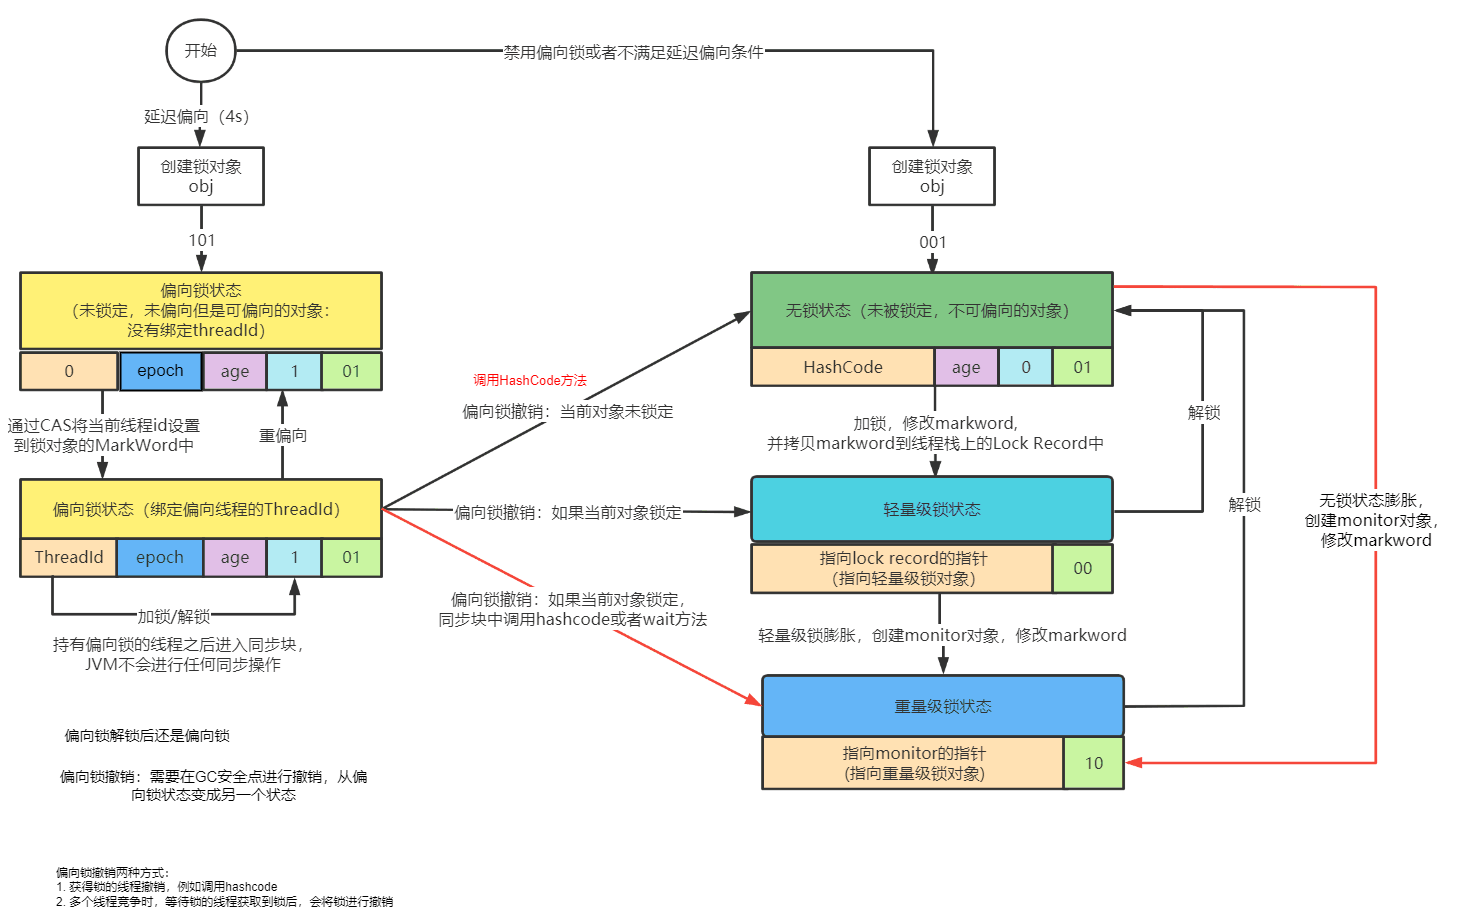 开始
禁用偏向锁或者不满足延迟偏向条件
延迟偏向（4s）
创建锁对象
obj
创建锁对象
obj
101
001
偏向锁状态
（未锁定，未偏向但是可偏向的对象：
没有绑定threadId）
0 epoch age 1 01
无锁状态（未被锁定，不可偏向的对象）
HashCode age 0 01
调用HashCode方法
偏向锁撤销：当前对象未锁定
通过CAS将当前线程id设置
到锁对象的MarkWord中
重偏向
加锁，修改markword,
并拷贝markword到线程栈上的Lock Record中
解锁
偏向锁状态（绑定偏向线程的ThreadId）
ThreadId epoch age 1 01
偏向锁撤销：如果当前对象锁定
轻量级锁状态
指向lock record的指针
（指向轻量级锁对象）
00
解锁
无锁状态膨胀，
创建monitor对象，
修改markword
加锁/解锁
持有偏向锁的线程之后进入同步块，
JVM不会进行任何同步操作
偏向锁撤销：如果当前对象锁定，
同步块中调用hashcode或者wait方法
轻量级锁膨胀，创建monitor对象，修改markword
重量级锁状态
指向monitor的指针
(指向重量级锁对象)
10
偏向锁解锁后还是偏向锁
偏向锁撤销：需要在GC安全点进行撤销，从偏
向锁状态变成另一个状态
偏向锁撤销两种方式：
1. 获得锁的线程撤销，例如调用hashcode
2. 多个线程竞争时，等待锁的线程获取到锁后，会将锁进行撤销